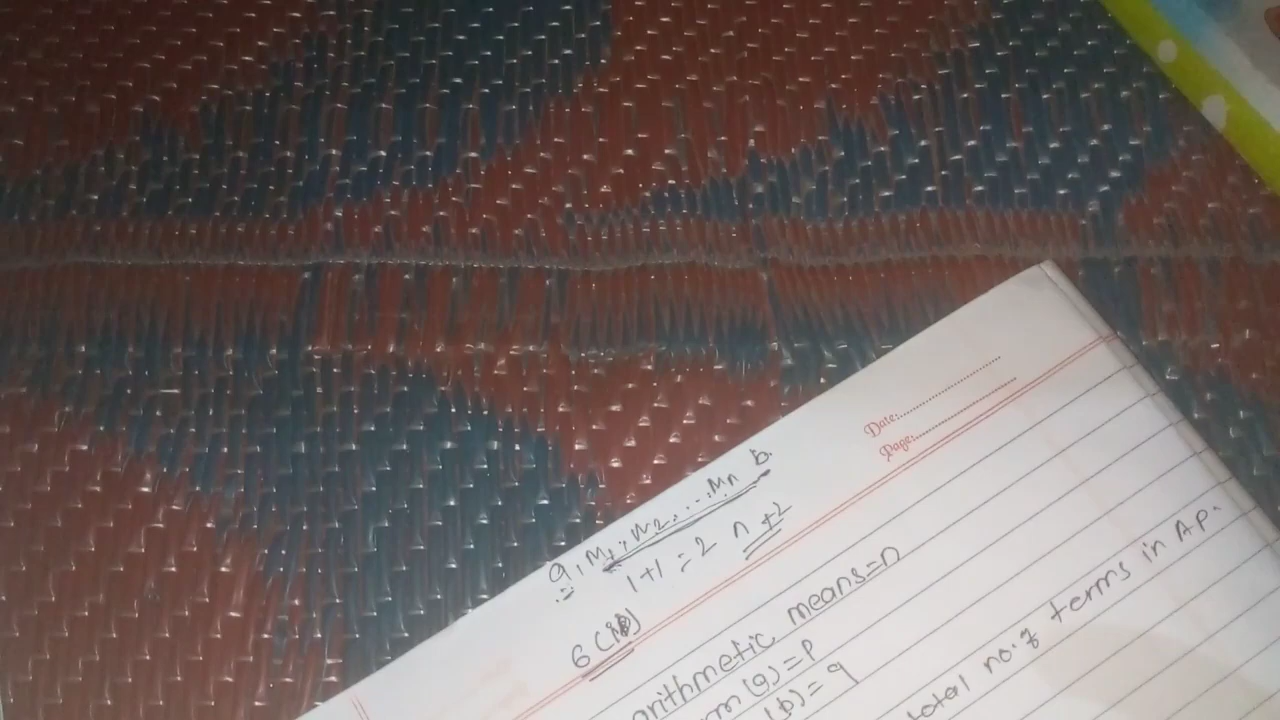 Date:
Page:
a, M1, M2, ... Mn b.
1+1 = 2 n+2
6
arithmetic means = n
(a) = p
(b) = q
total no. of terms in A.P.